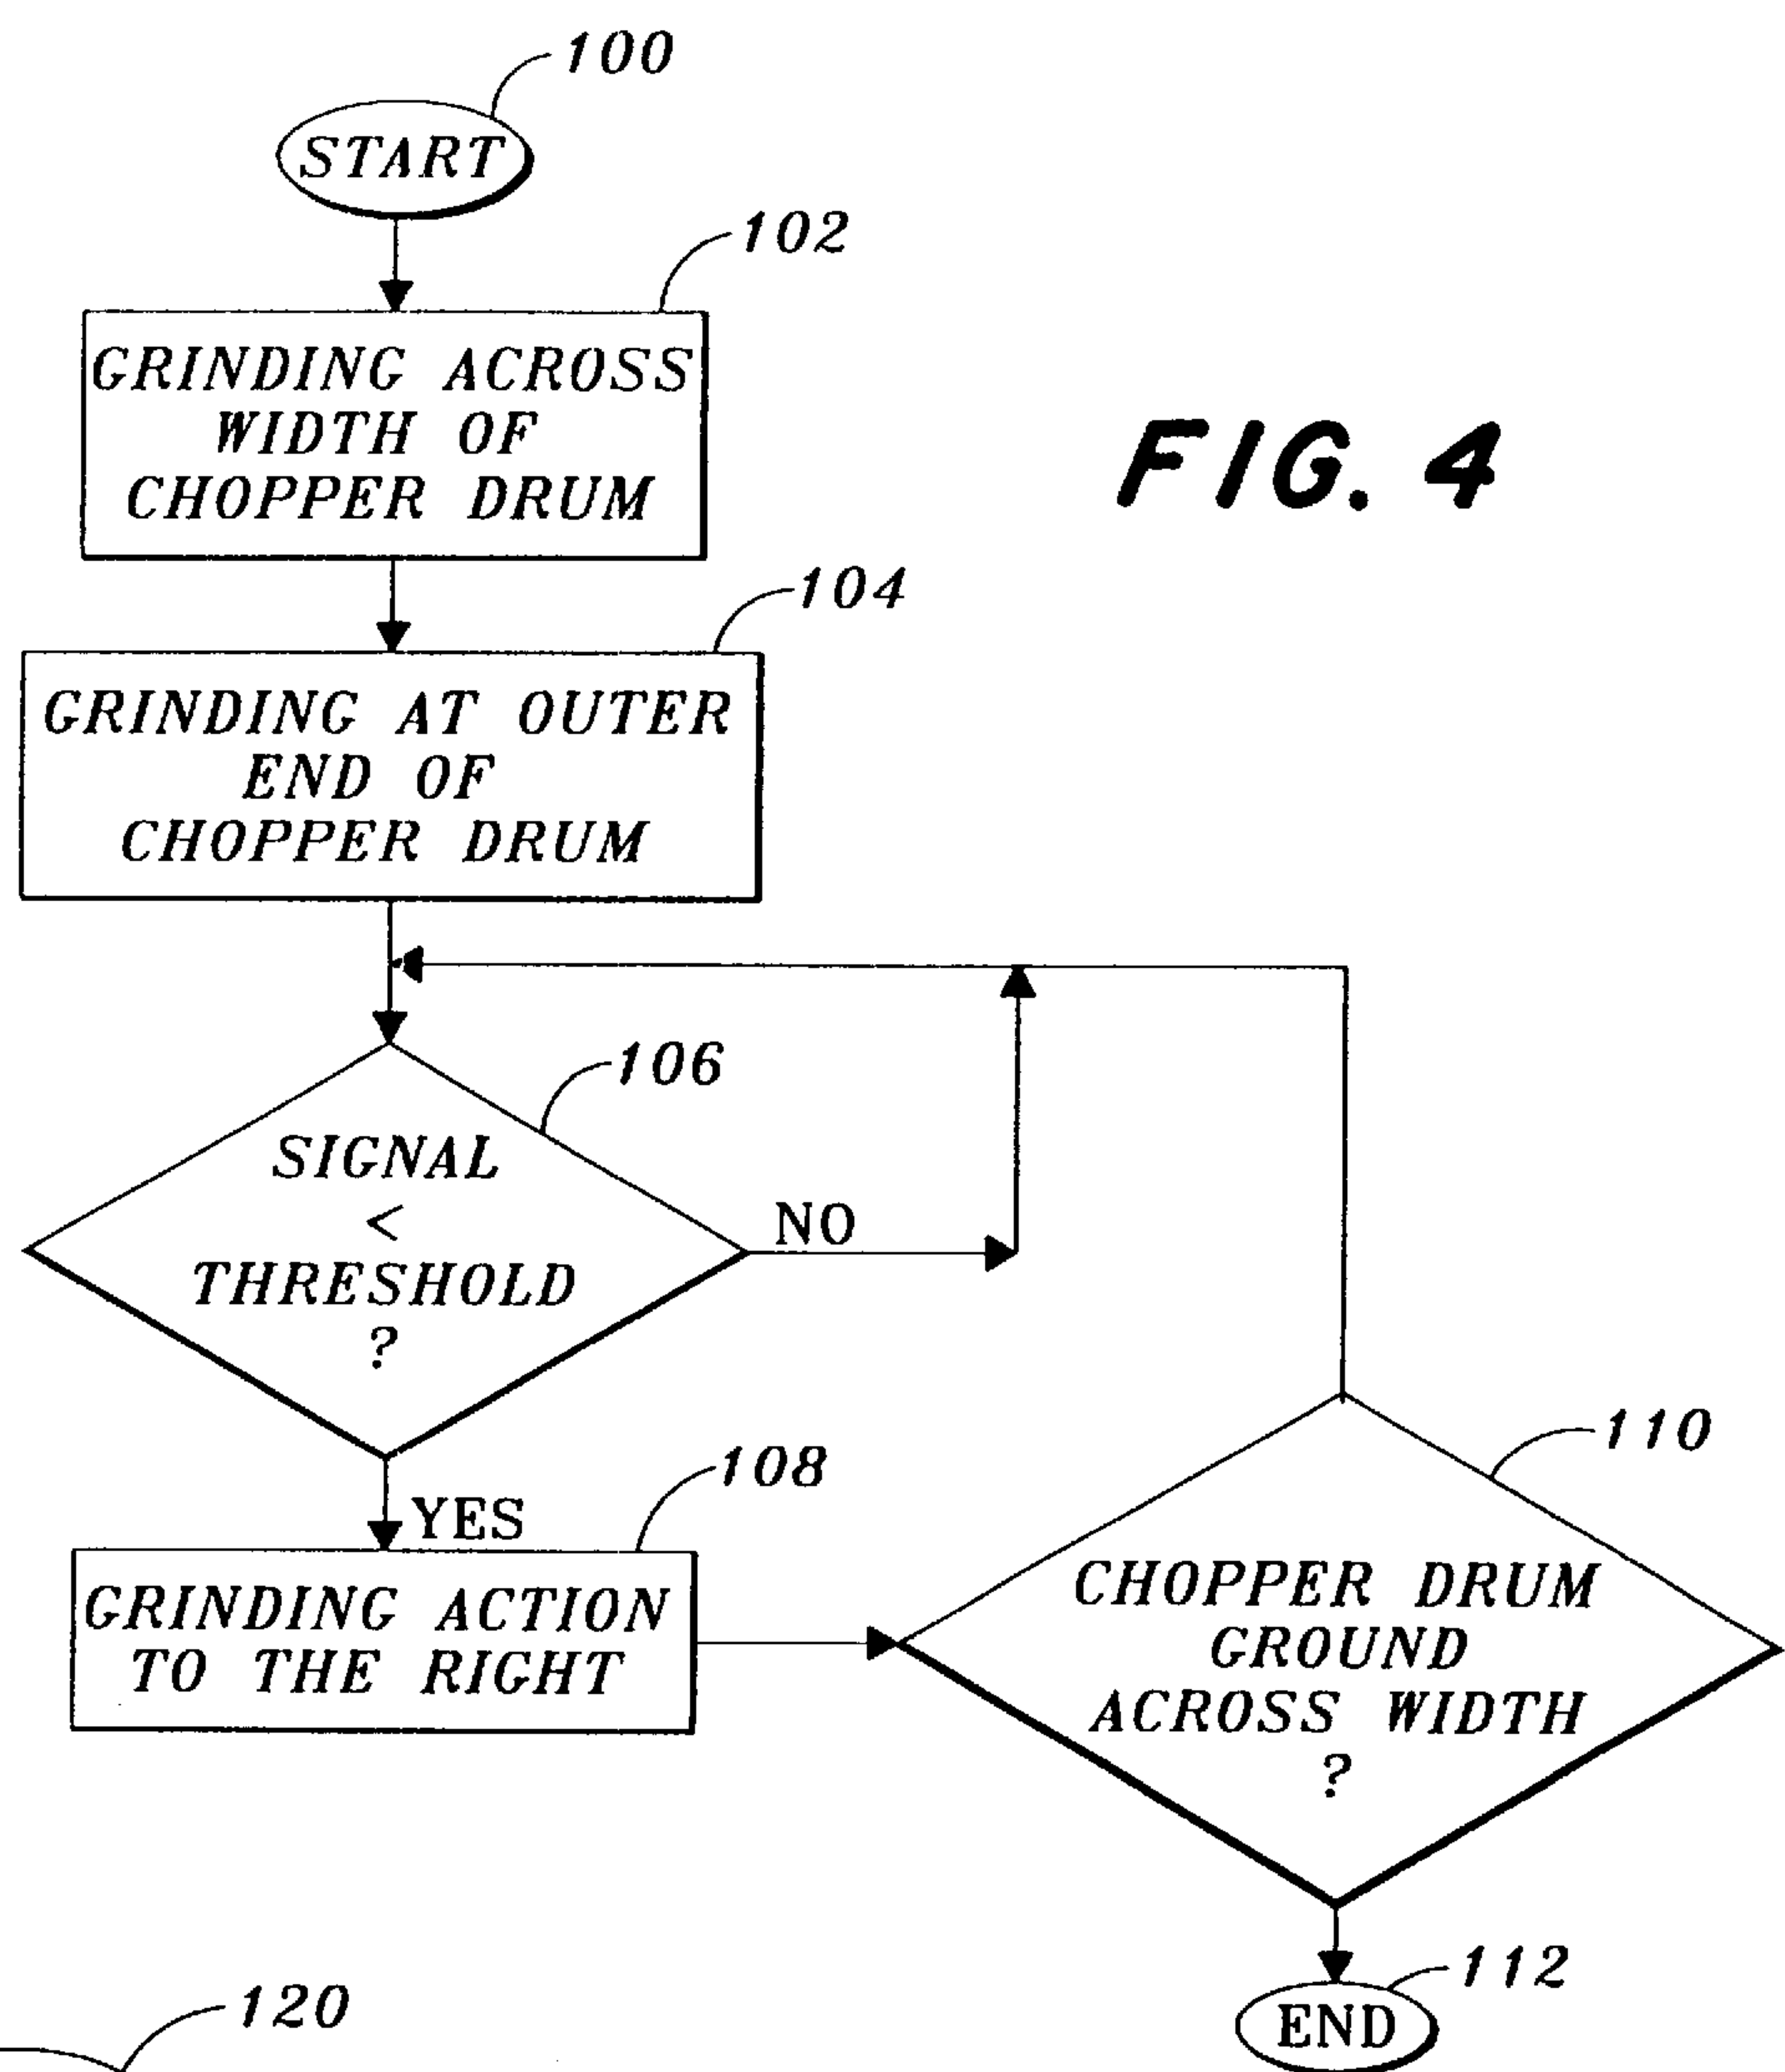 100
START
102
GRINDING ACROSS
WIDTH OF
CHOPPER DRUM
FIG. 4
104
GRINDING AT OUTER
END OF
CHOPPER DRUM
106
SIGNAL
<
THRESHOLD
?
NO
YES
108
GRINDING ACTION
TO THE RIGHT
110
CHOPPER DRUM
GROUND
ACROSS WIDTH
?
112
END
120